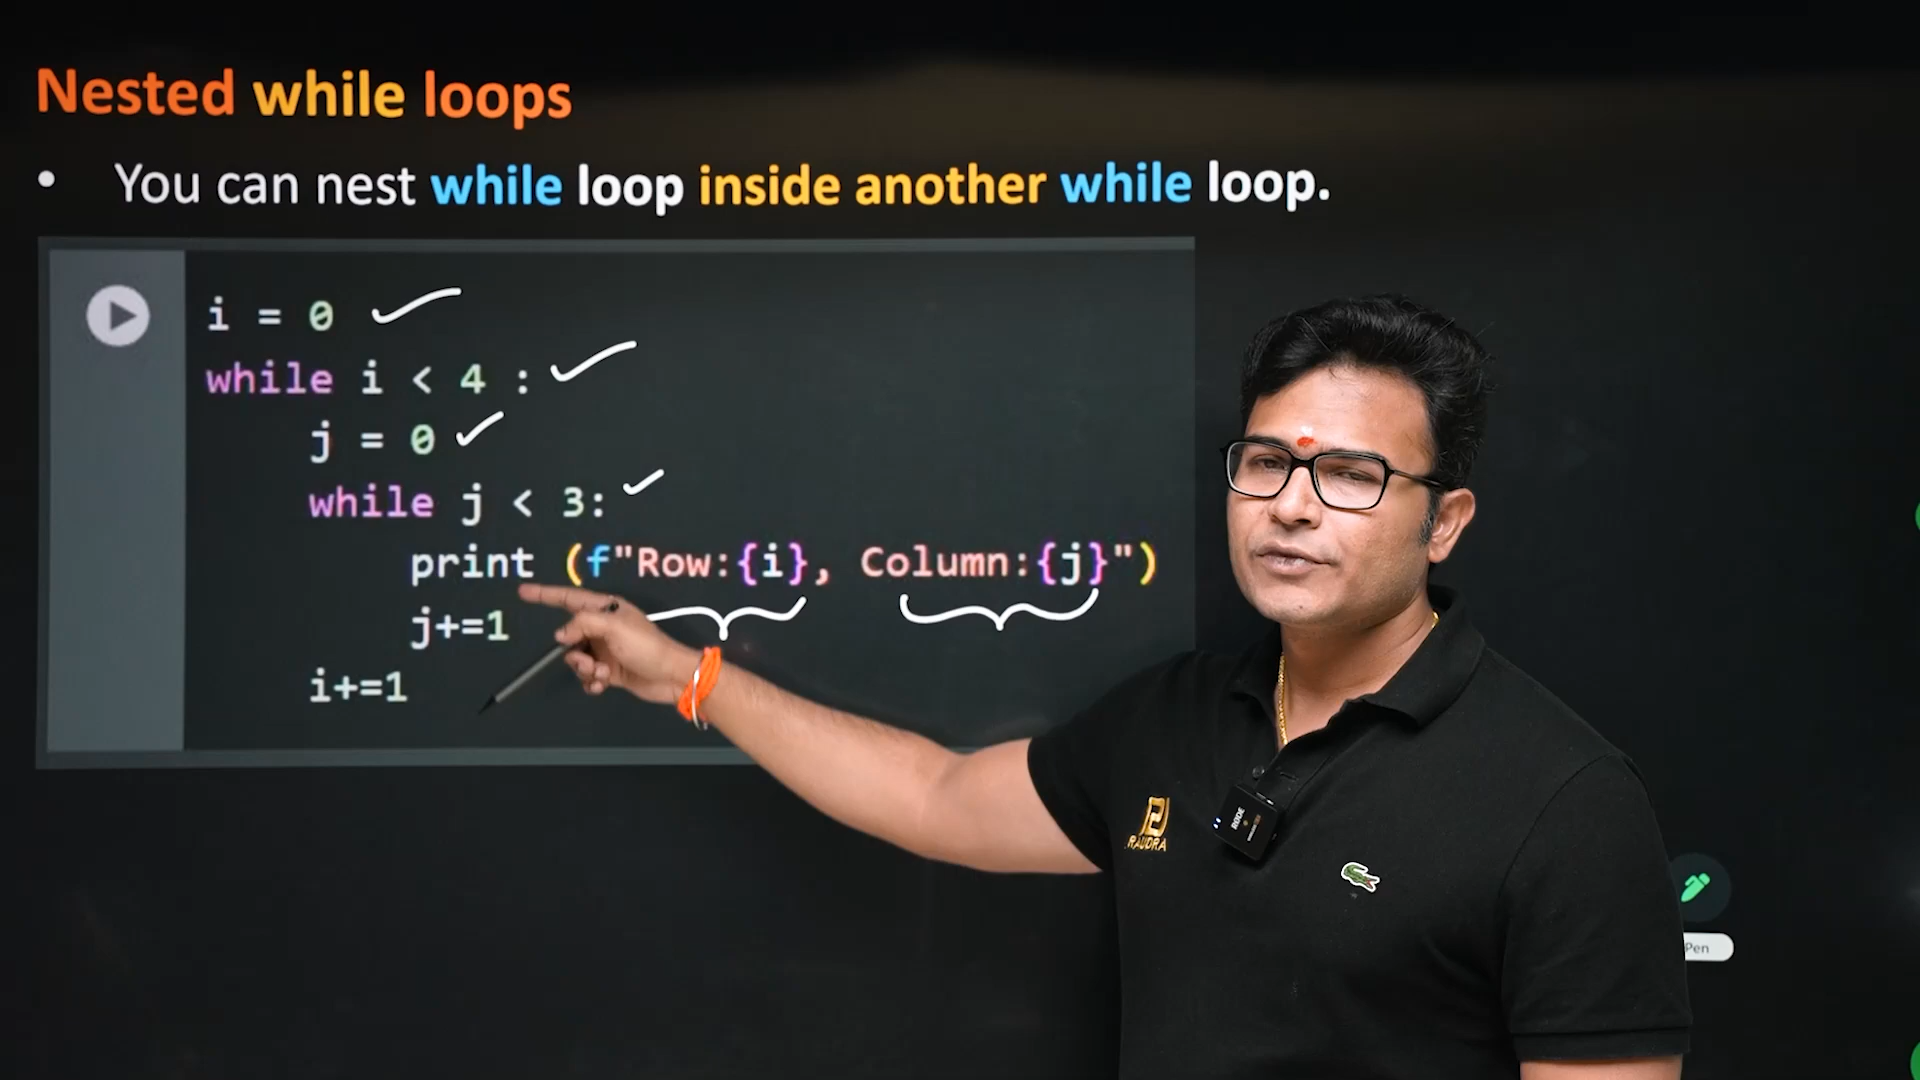 Nested while loops
• You can nest while loop inside another while loop.
i = 0
while i < 4 :
j = 0
while j < 3:
print (f"Row:{i}, Column:{j}")
j+=1
i+=1
RAUDRA
RODE
Pen